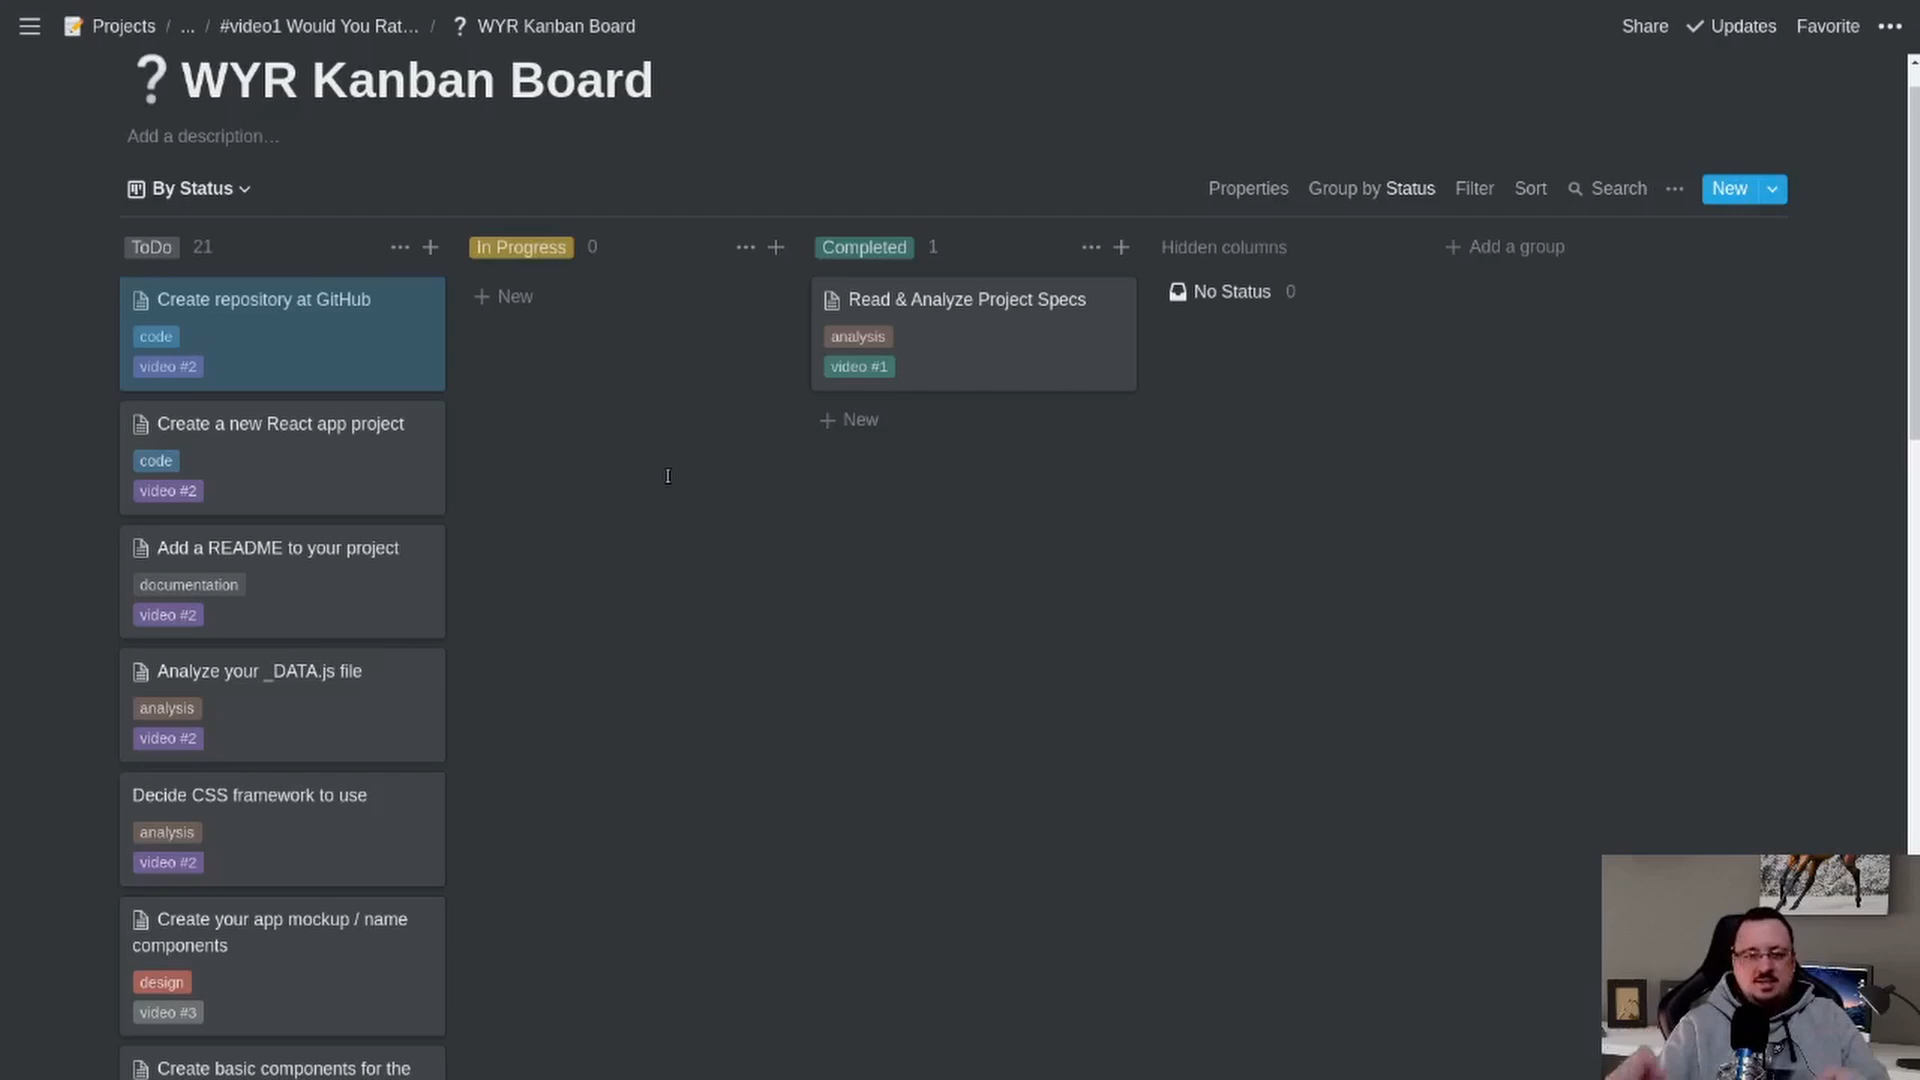 Projects / ... / #video1 Would You Rat... / ❔ WYR Kanban Board
Share ✓ Updates Favorite •••
❔WYR Kanban Board
Add a description…
By Status
Properties Group by Status Filter Sort Search ••• New
ToDo 21 ••• +
In Progress 0 ••• +
Completed 1 ••• +
Hidden columns
+ Add a group
Create repository at GitHub
code
video #2
Create a new React app project
code
video #2
Add a README to your project
documentation
video #2
Analyze your _DATA.js file
analysis
video #2
Decide CSS framework to use
analysis
video #2
Create your app mockup / name
components
design
video #3
Create basic components for the
+ New
Read & Analyze Project Specs
analysis
video #1
+ New
No Status 0